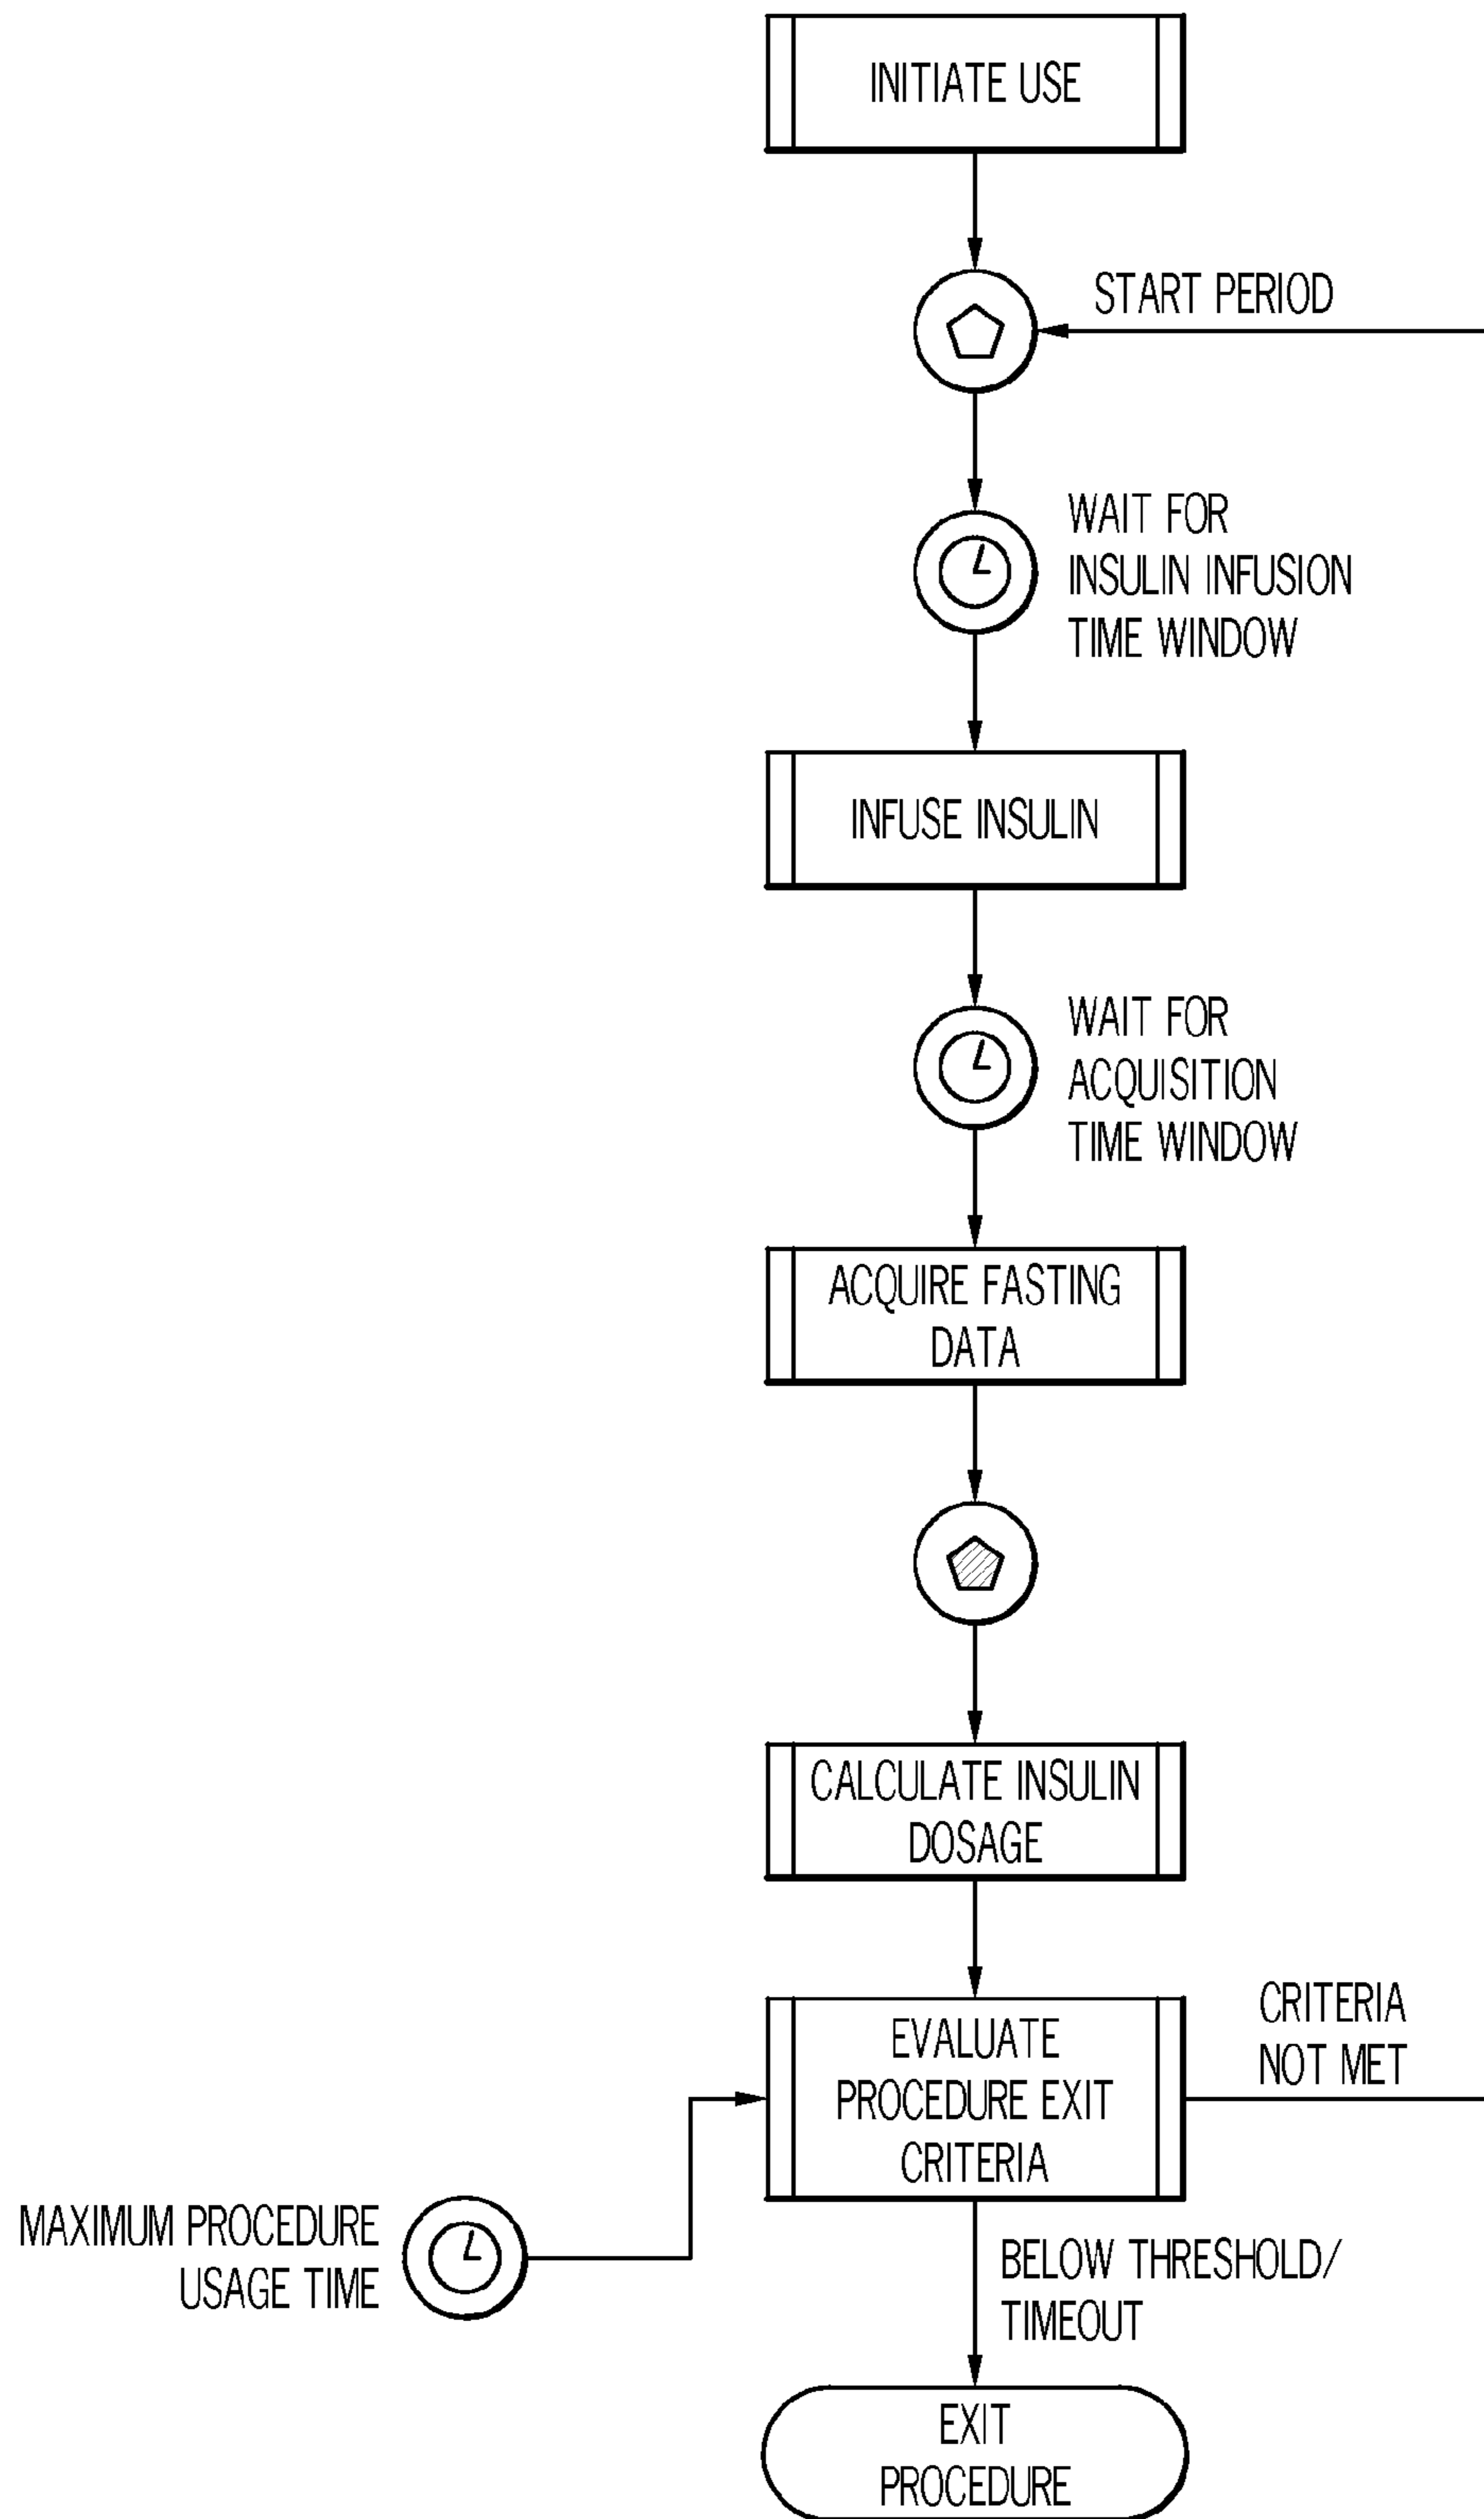 INITIATE USE
START PERIOD
WAIT FOR
INSULIN INFUSION
TIME WINDOW
INFUSE INSULIN
WAIT FOR
ACQUISITION
TIME WINDOW
ACQUIRE FASTING
DATA
CALCULATE INSULIN
DOSAGE
EVALUATE
PROCEDURE EXIT
CRITERIA
CRITERIA
NOT MET
MAXIMUM PROCEDURE
USAGE TIME
BELOW THRESHOLD/
TIMEOUT
EXIT
PROCEDURE